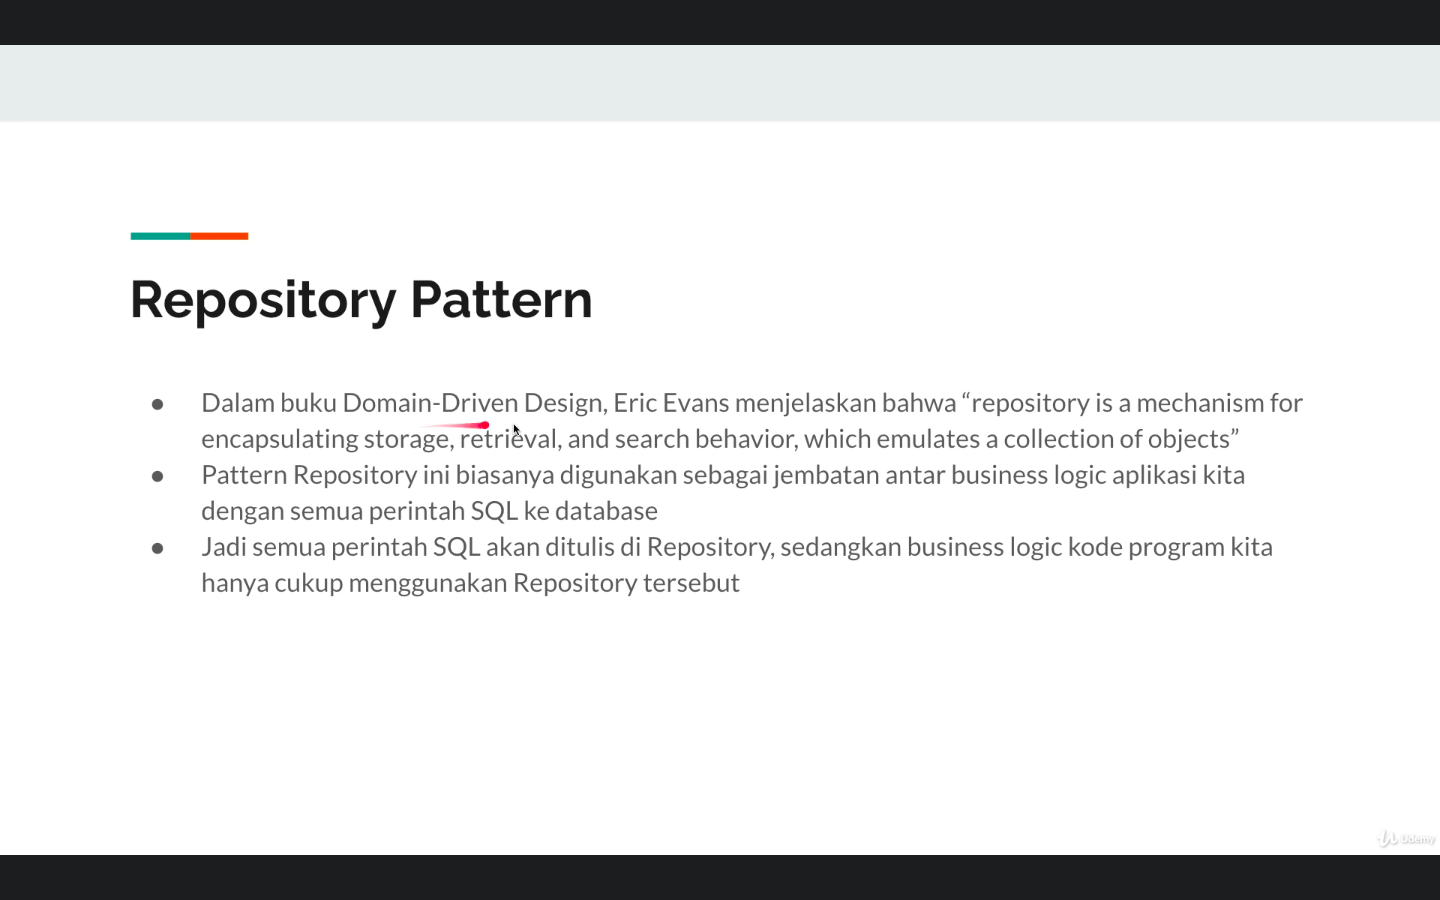 Repository Pattern
● Dalam buku Domain-Driven Design, Eric Evans menjelaskan bahwa “repository is a mechanism for
encapsulating storage, retrieval, and search behavior, which emulates a collection of objects”
● Pattern Repository ini biasanya digunakan sebagai jembatan antar business logic aplikasi kita
dengan semua perintah SQL ke database
● Jadi semua perintah SQL akan ditulis di Repository, sedangkan business logic kode program kita
hanya cukup menggunakan Repository tersebut
Udemy